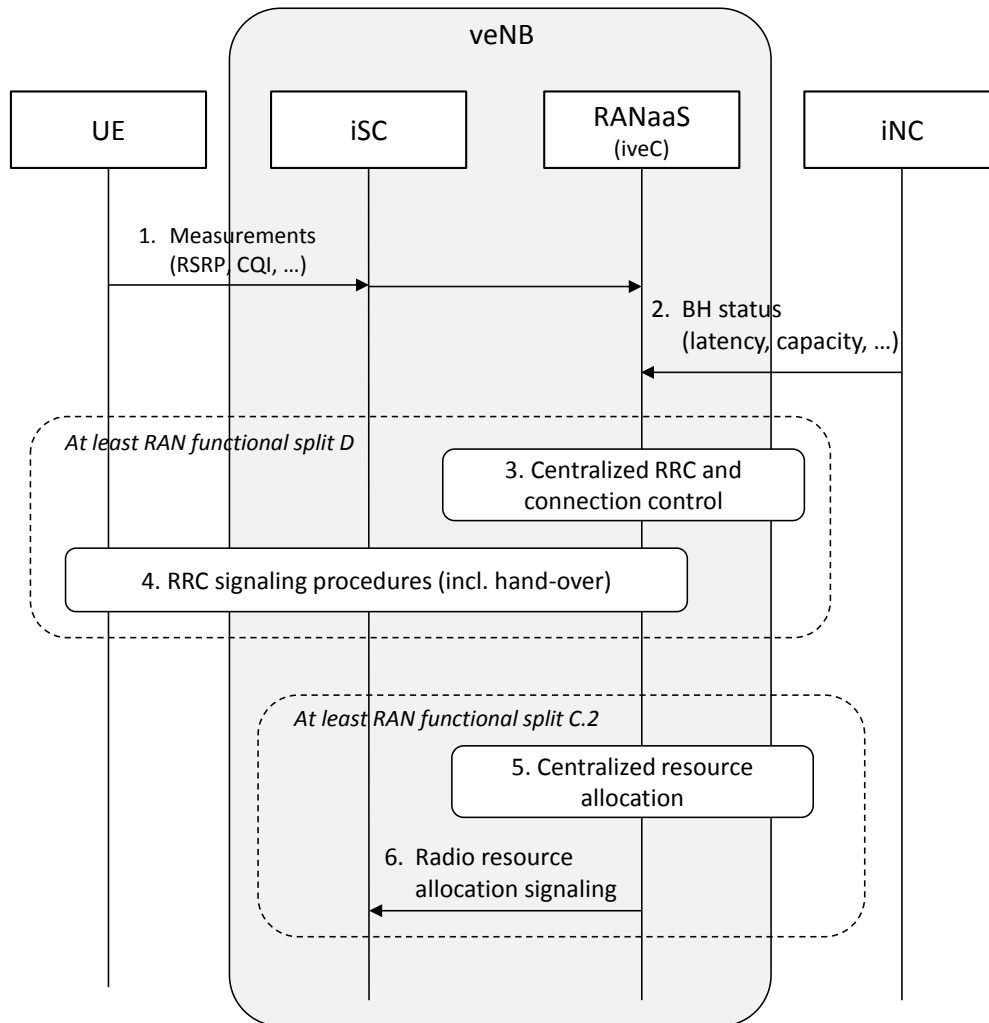 veNB
UE
iSC
RANaaS
(iveC)
iNC
1. Measurements
(RSRP, CQI, …)
2. BH status
(latency, capacity, …)
At least RAN functional split D
3. Centralized RRC and
connection control
4. RRC signaling procedures (incl. hand-over)
At least RAN functional split C.2
5. Centralized resource
allocation
6. Radio resource
allocation signaling